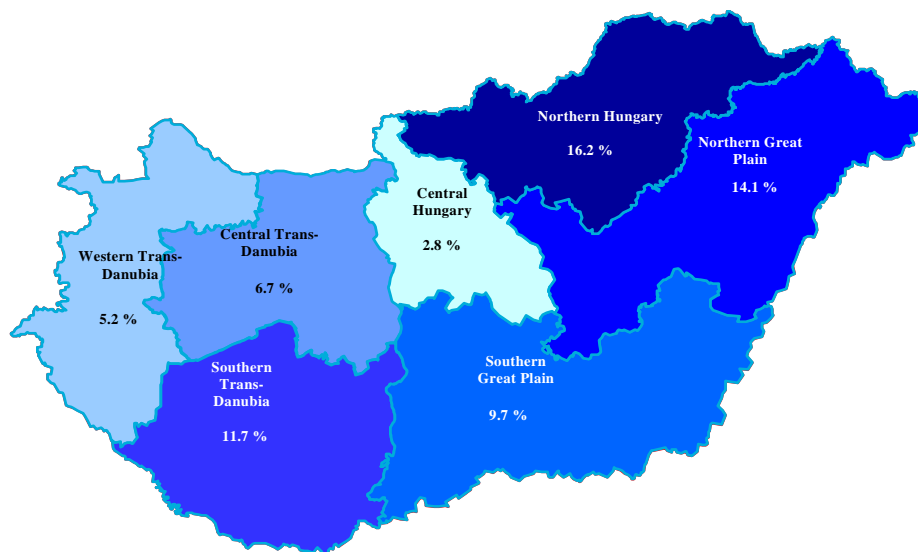 Northern Hungary
16.2 %
Northern Great
Plain
14.1 %
Central
Hungary
2.8 %
Central Trans-
Danubia
6.7 %
Western Trans-
Danubia
5.2 %
Southern
Trans-
Danubia
11.7 %
Southern
Great Plain
9.7 %